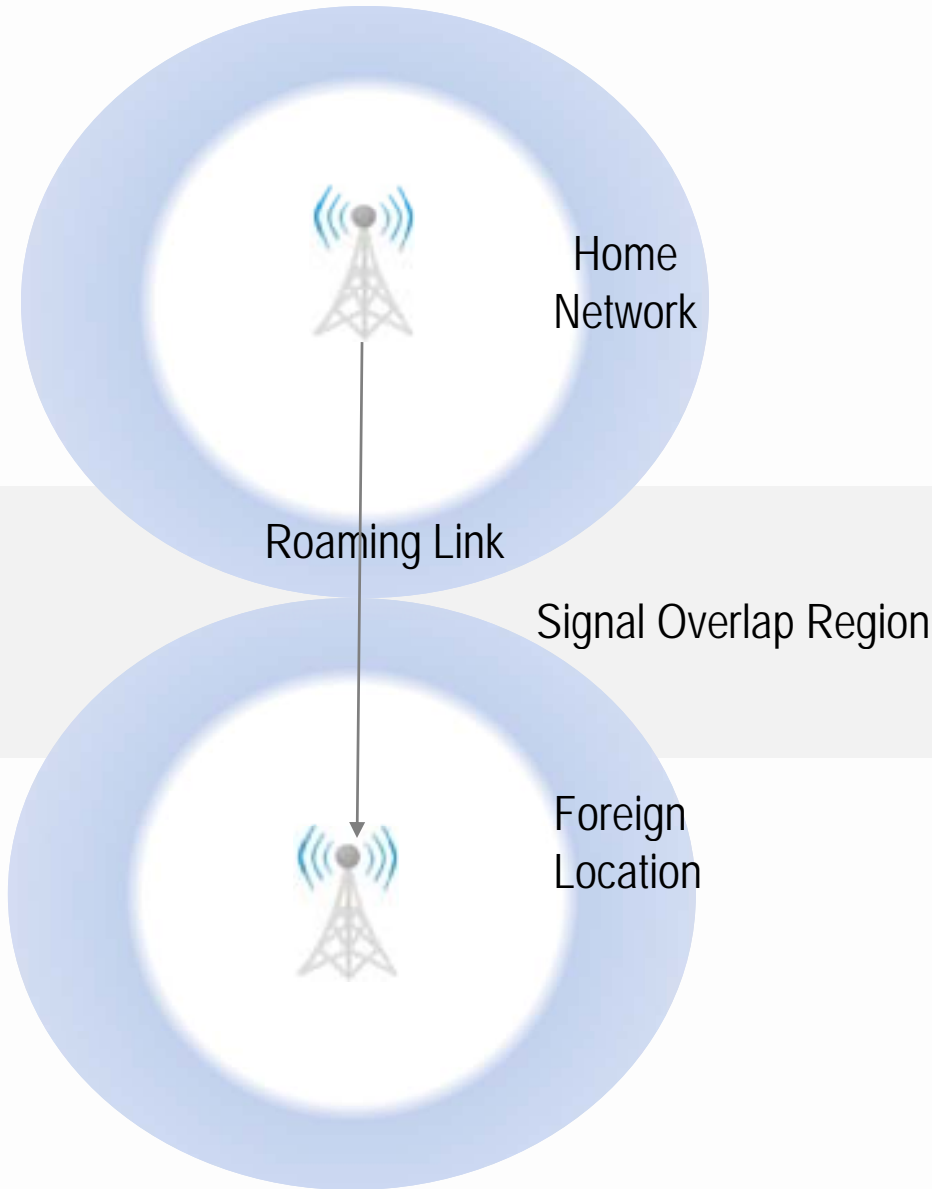 Home
Network
Roaming Link
Signal Overlap Region
Foreign
Location